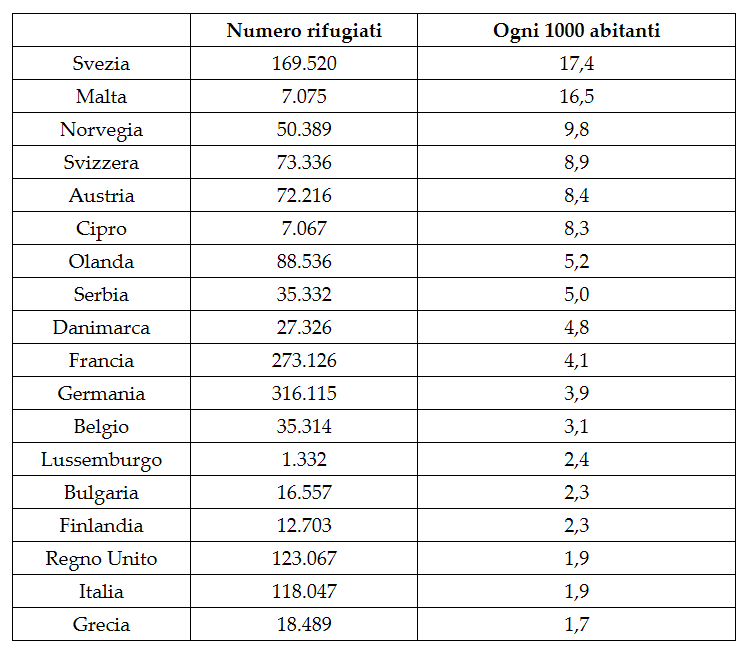 Numero rifugiati Ogni 1000 abitanti
Svezia 169.520 17,4
Malta 7.075 16,5
Norvegia 50.389 9,8
Svizzera 73.336 8,9
Austria 72.216 8,4
Cipro 7.067 8,3
Olanda 88.536 5,2
Serbia 35.332 5,0
Danimarca 27.326 4,8
Francia 273.126 4,1
Germania 316.115 3,9
Belgio 35.314 3,1
Lussemburgo 1.332 2,4
Bulgaria 16.557 2,3
Finlandia 12.703 2,3
Regno Unito 123.067 1,9
Italia 118.047 1,9
Grecia 18.489 1,7